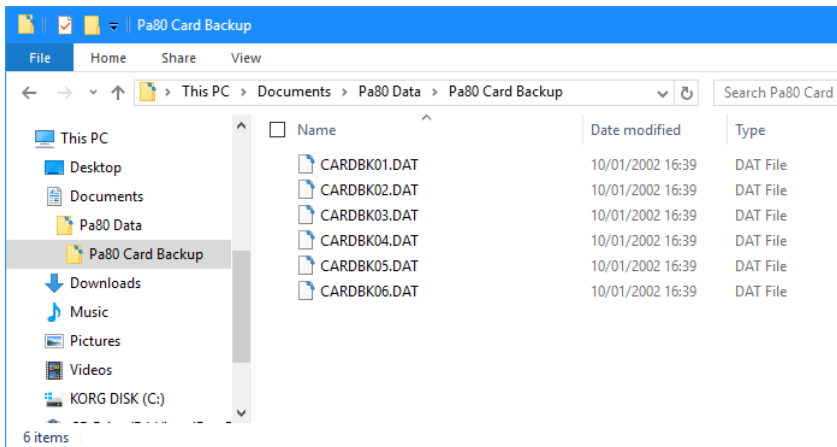 Pa80 Card Backup
File Home Share View
This PC > Documents > Pa80 Data > Pa80 Card Backup
Search Pa80 Card
This PC
Desktop
Documents
Pa80 Data
Pa80 Card Backup
Downloads
Music
Pictures
Videos
KORG DISK (C:)
Name Date modified Type
CARDBK01.DAT 10/01/2002 16:39 DAT File
CARDBK02.DAT 10/01/2002 16:39 DAT File
CARDBK03.DAT 10/01/2002 16:39 DAT File
CARDBK04.DAT 10/01/2002 16:39 DAT File
CARDBK05.DAT 10/01/2002 16:39 DAT File
CARDBK06.DAT 10/01/2002 16:39 DAT File
6 items